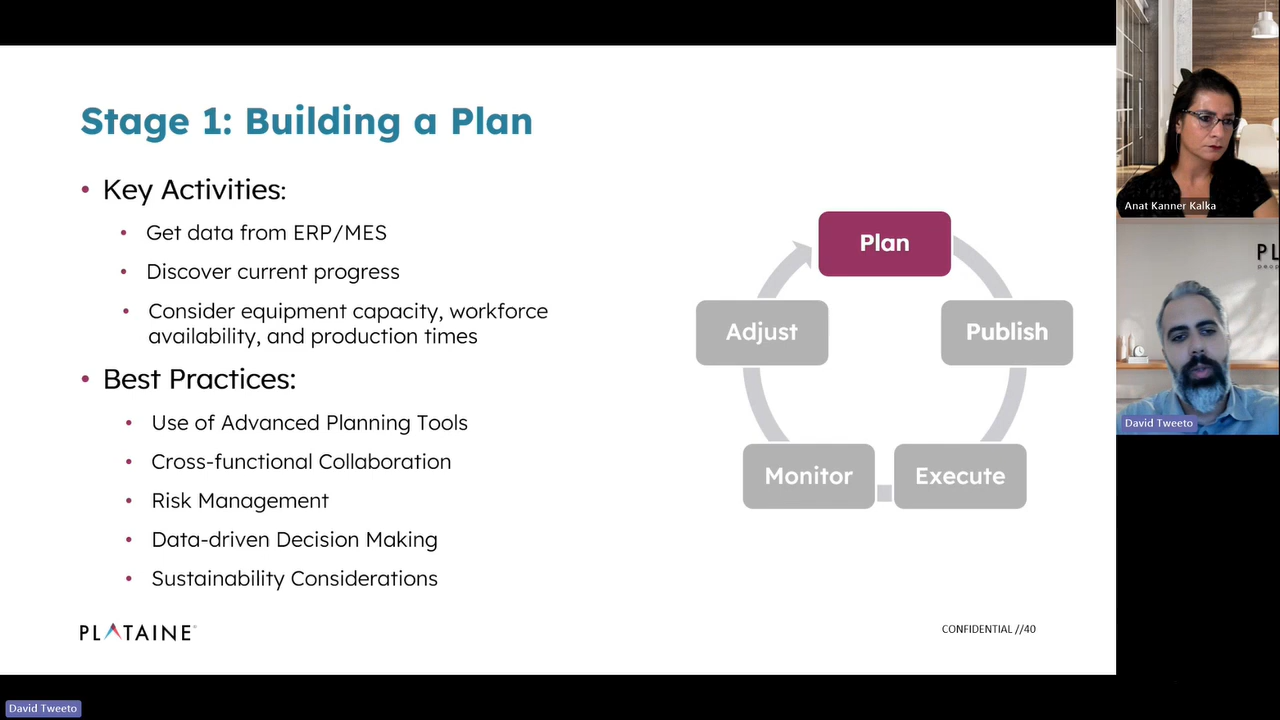 Stage 1: Building a Plan
• Key Activities:
• Get data from ERP/MES
• Discover current progress
• Consider equipment capacity, workforce
availability, and production times
• Best Practices:
• Use of Advanced Planning Tools
• Cross-functional Collaboration
• Risk Management
• Data-driven Decision Making
• Sustainability Considerations
Plan
Publish
Execute
Monitor
Adjust
PLATAINE
CONFIDENTIAL //40
Anat Kanner Kalka
PL
peop
David Tweeto
David Tweeto